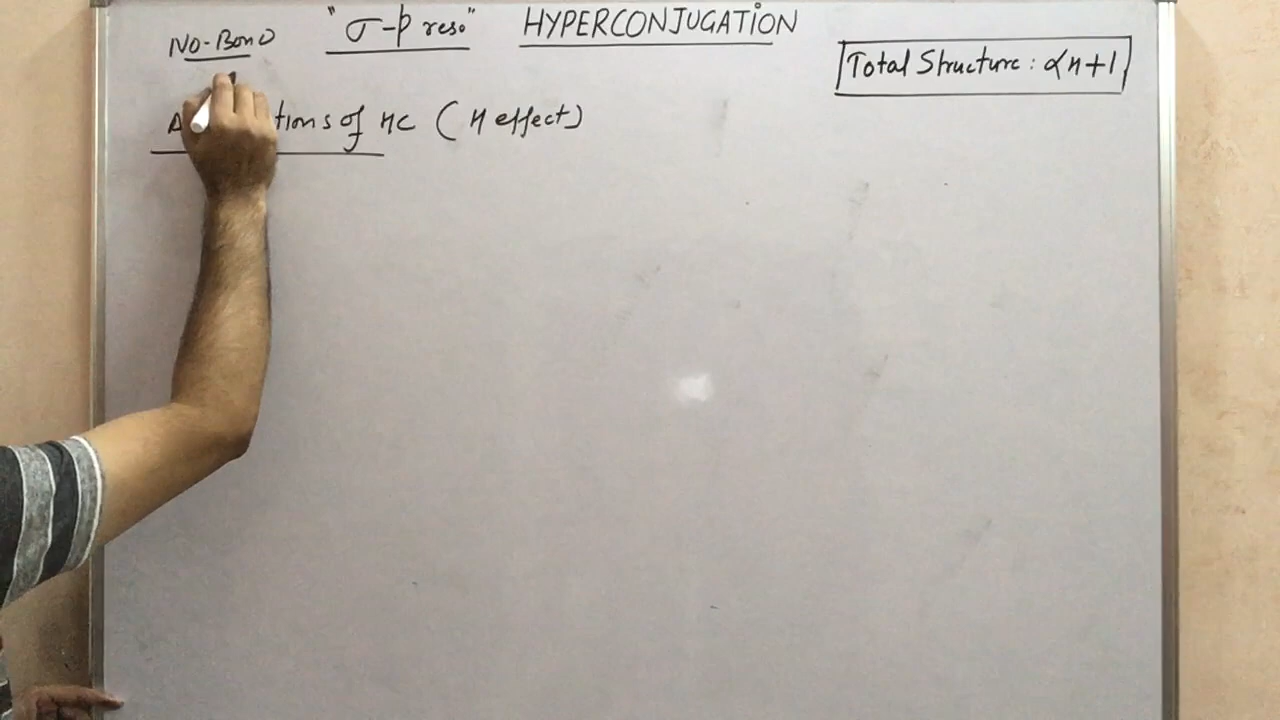 No-Bond "σ-p reso" HYPERCONJUGATION
Total Structure: αH+1
tions of HC (H effect)